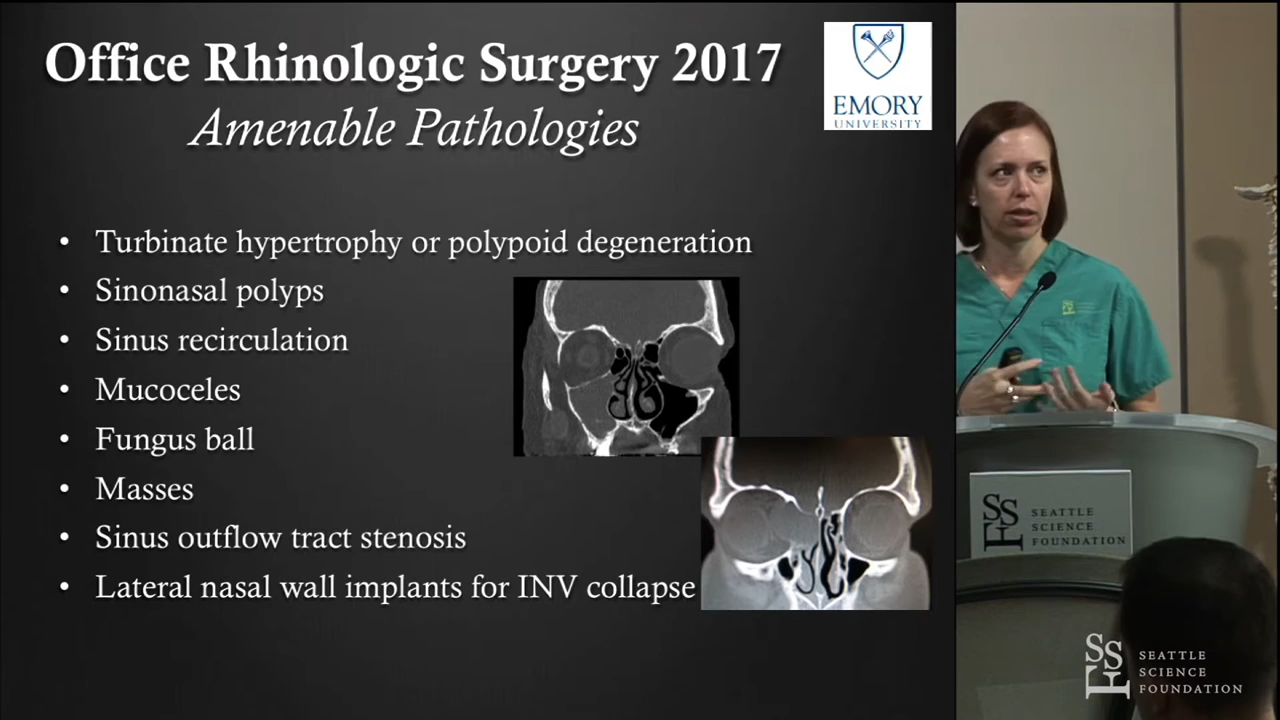 Office Rhinologic Surgery 2017
Amenable Pathologies
EMORY
UNIVERSITY
• Turbinate hypertrophy or polypoid degeneration
• Sinonasal polyps
• Sinus recirculation
• Mucoceles
• Fungus ball
• Masses
• Sinus outflow tract stenosis
• Lateral nasal wall implants for INV collapse
SSF
SEATTLE
SCIENCE
FOUNDATION
SSF
SEATTLE
SCIENCE
FOUNDATION